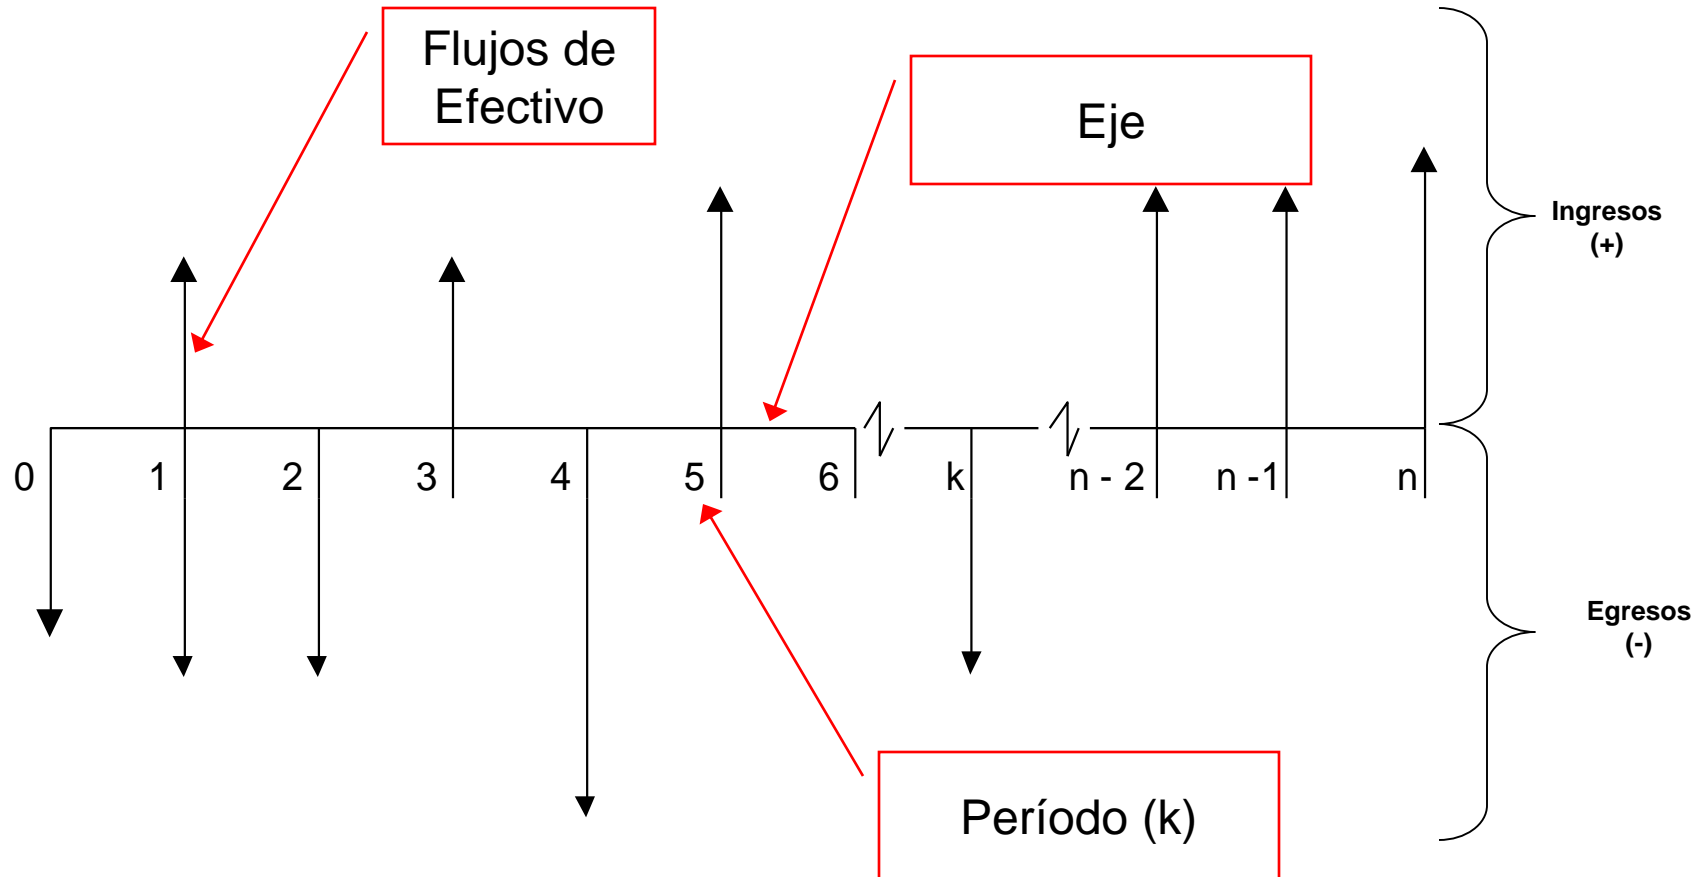 Flujos de
Efectivo
Eje
Ingresos
(+)
0 1 2 3 4 5 6 k n - 2 n -1 n
Egresos
(-)
Período (k)